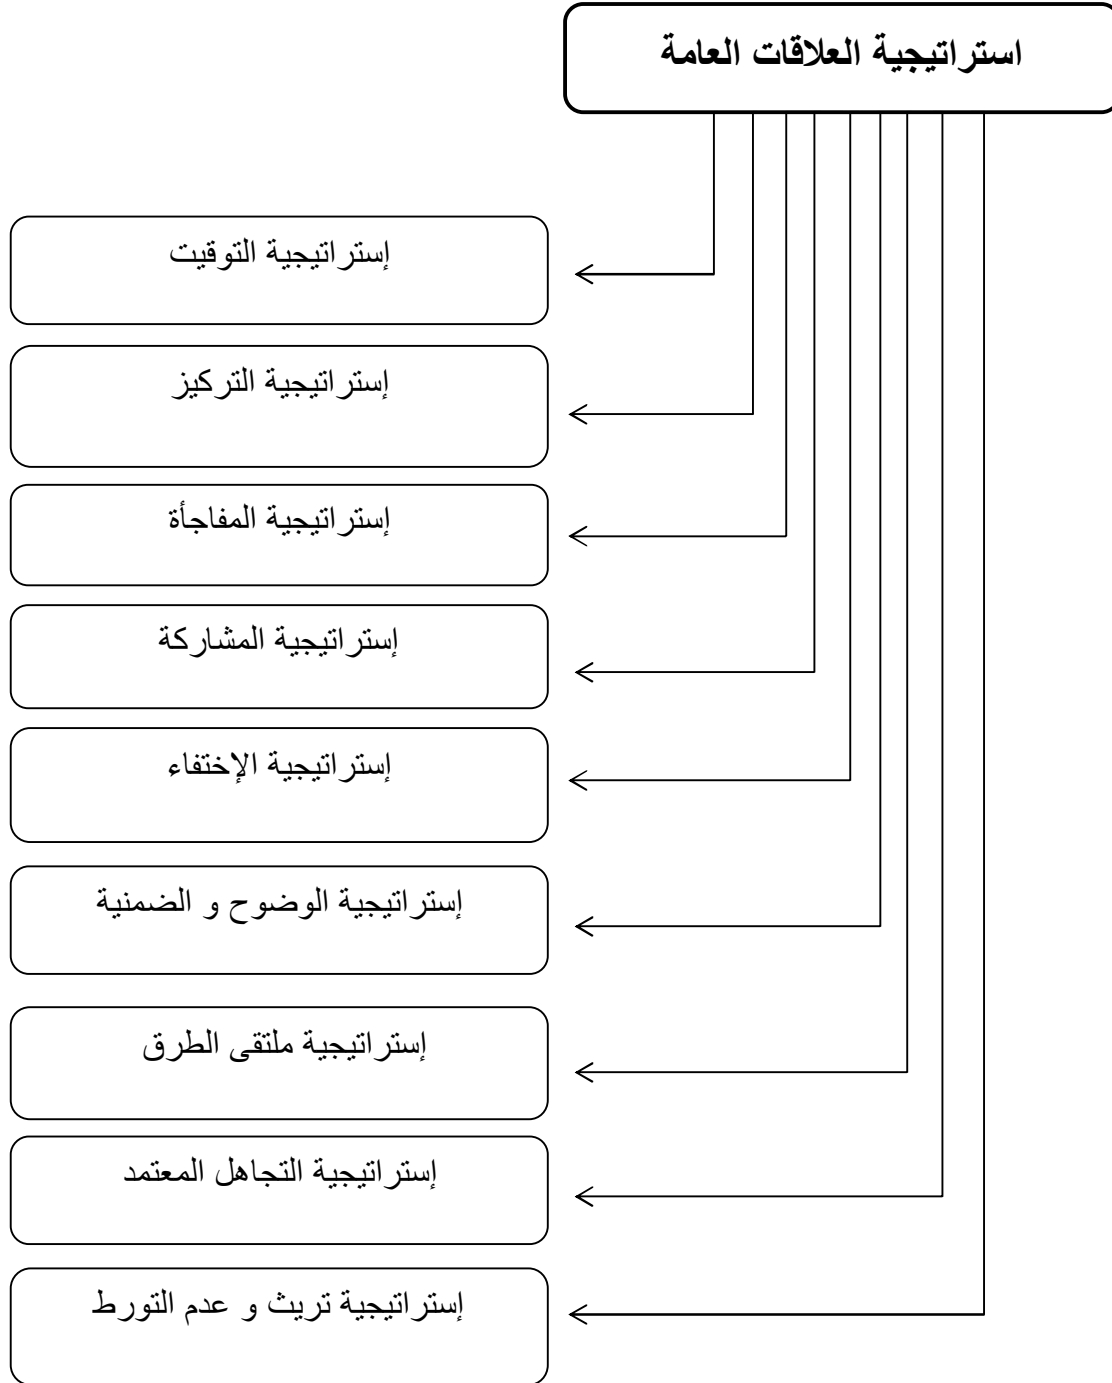 استراتيجية العلاقات العامة
إستراتيجية التوقيت
إستراتيجية التركيز
إستراتيجية المفاجأة
إستراتيجية المشاركة
إستراتيجية الإختفاء
إستراتيجية الوضوح و الضمنية
إستراتيجية ملتقى الطرق
إستراتيجية التجاهل المعتمد
إستراتيجية تريث و عدم التورط